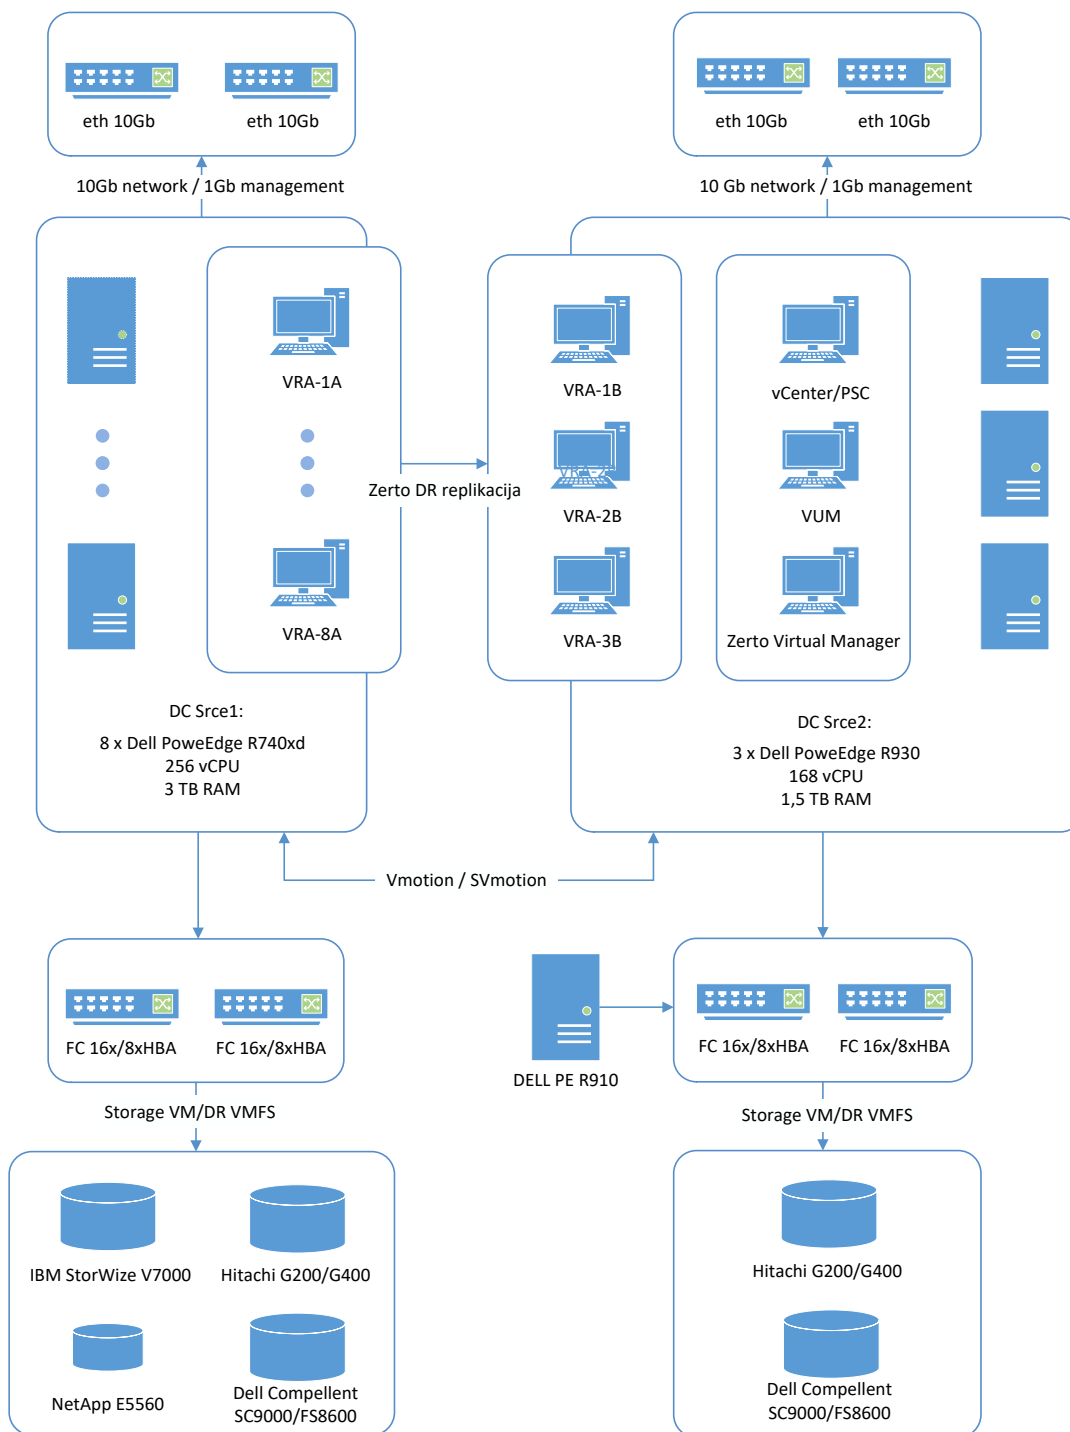 eth 10Gb
eth 10Gb
eth 10Gb
eth 10Gb
10Gb network / 1Gb management
10 Gb network / 1Gb management
VRA-1A
VRA-1B
vCenter/PSC
VRA-2B
VUM
Zerto DR replikacija
VRA-8A
VRA-3B
Zerto Virtual Manager
DC Srce1:
8 x Dell PoweEdge R740xd
256 vCPU
3 TB RAM
DC Srce2:
3 x Dell PoweEdge R930
168 vCPU
1,5 TB RAM
Vmotion / SVmotion
FC 16x/8xHBA
FC 16x/8xHBA
DELL PE R910
FC 16x/8xHBA
FC 16x/8xHBA
Storage VM/DR VMFS
Storage VM/DR VMFS
IBM StorWize V7000
Hitachi G200/G400
Hitachi G200/G400
NetApp E5560
Dell Compellent
SC9000/FS8600
Dell Compellent
SC9000/FS8600